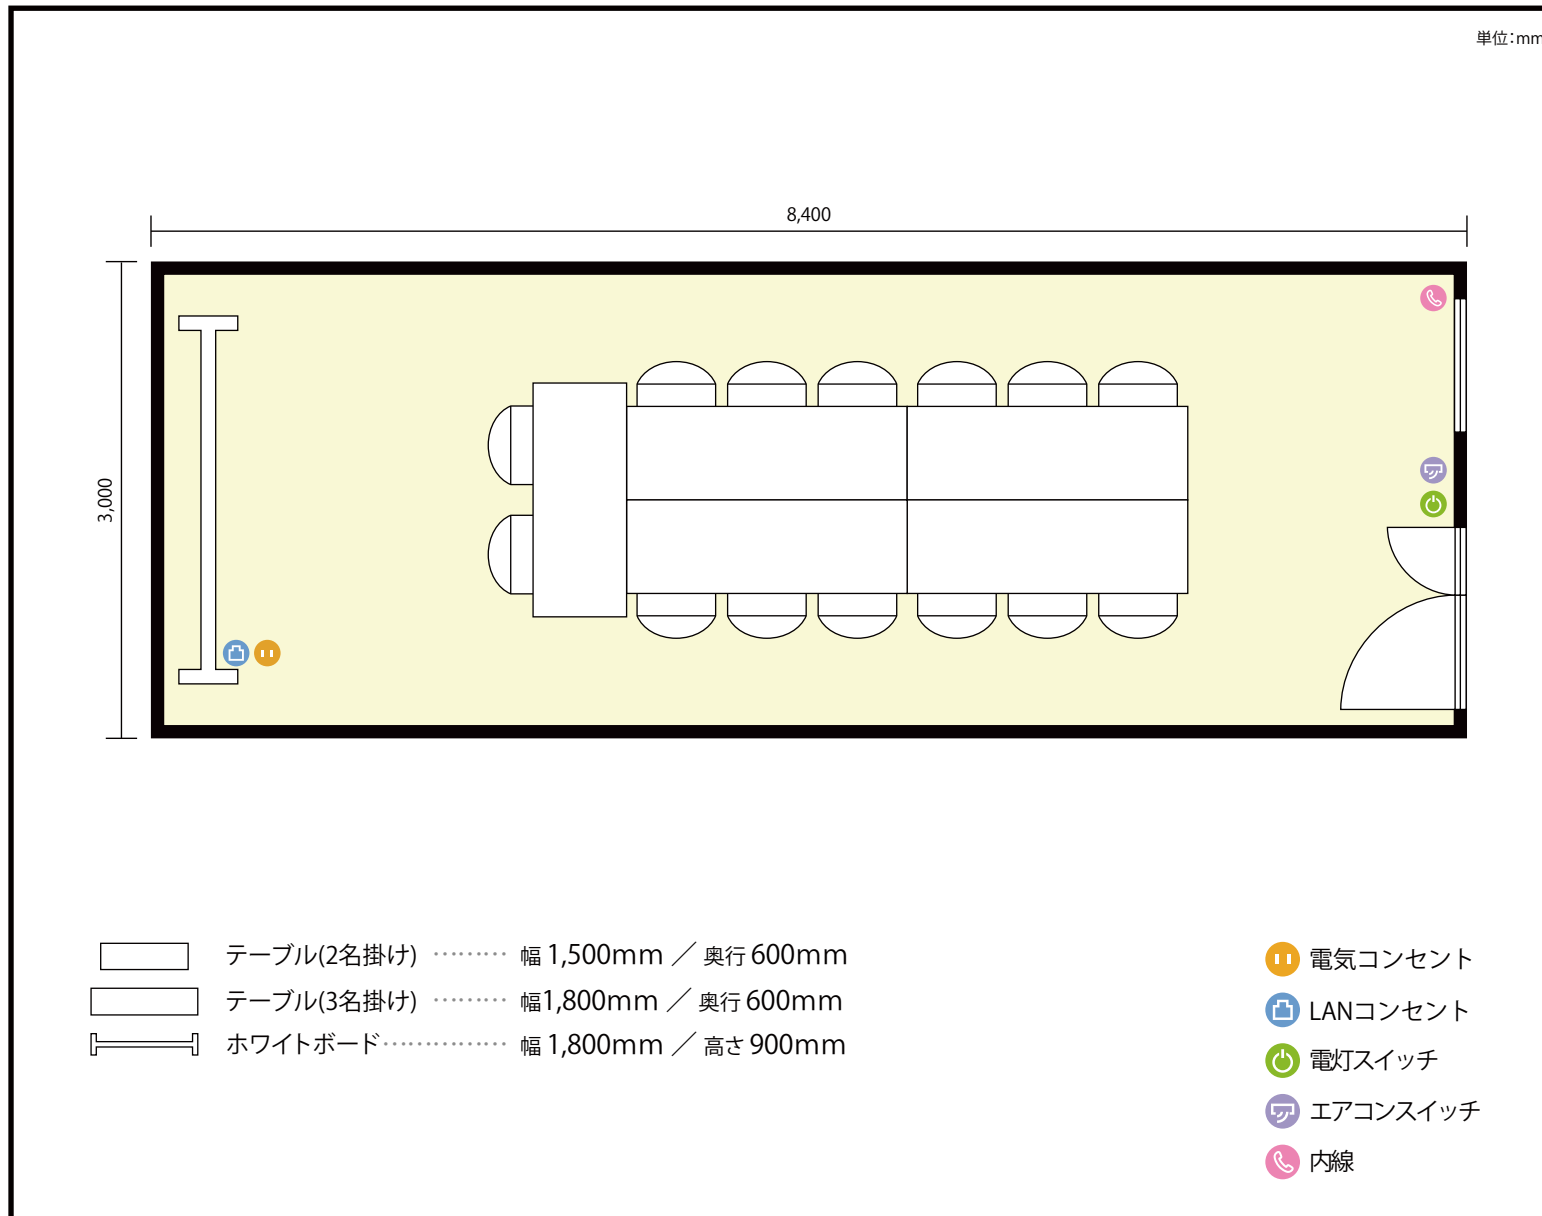 単位:mm
8,400
3,000
テーブル(2名掛け) ……… 幅 1,500mm ／ 奥行 600mm
テーブル(3名掛け) ……… 幅1,800mm ／ 奥行 600mm
ホワイトボード…………… 幅 1,800mm ／ 高さ 900mm
電気コンセント
LANコンセント
電灯スイッチ
エアコンスイッチ
内線